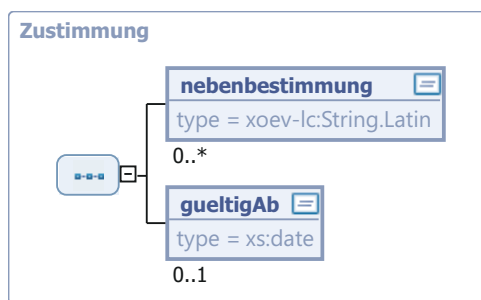 Zustimmung
nebenbestimmung
type = xoev-lc:String.Latin
0..*
gueltigAb
type = xs:date
0..1